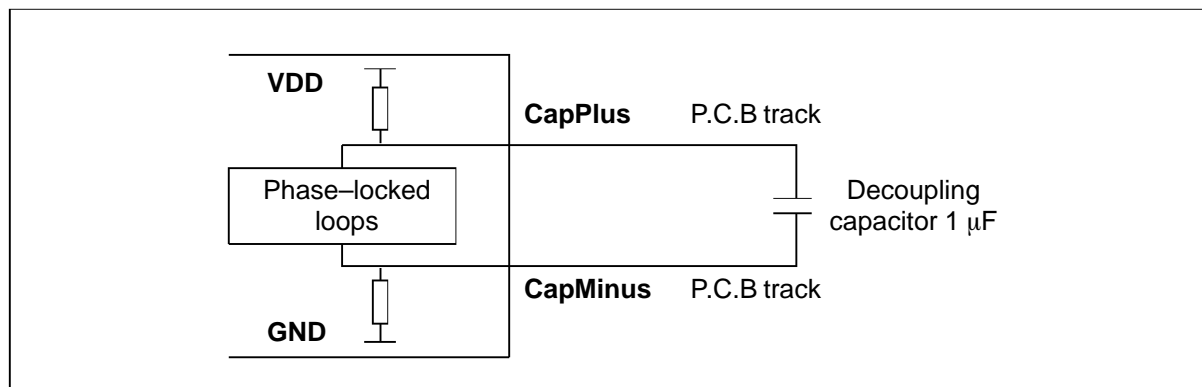 VDD
CapPlus P.C.B track
Phase–locked
loops
Decoupling
capacitor 1 μF
CapMinus P.C.B track
GND